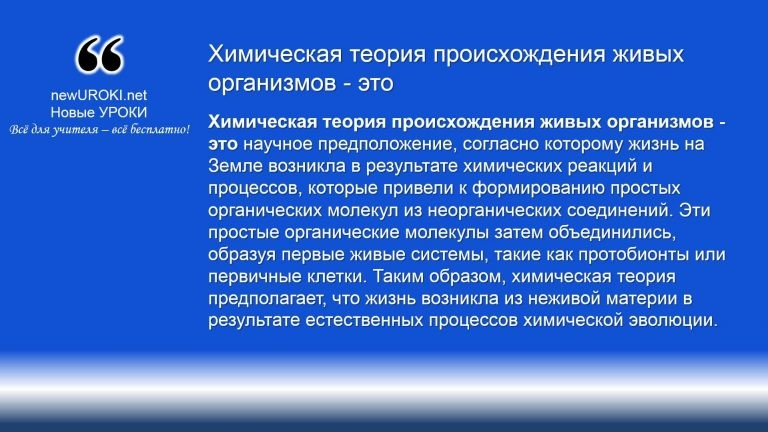 “
newUROKI.net
Новые УРОКИ
Всё для учителя – всё бесплатно!
Химическая теория происхождения живых
организмов - это
Химическая теория происхождения живых организмов -
это научное предположение, согласно которому жизнь на
Земле возникла в результате химических реакций и
процессов, которые привели к формированию простых
органических молекул из неорганических соединений. Эти
простые органические молекулы затем объединились,
образуя первые живые системы, такие как протобионты или
первичные клетки. Таким образом, химическая теория
предполагает, что жизнь возникла из неживой материи в
результате естественных процессов химической эволюции.